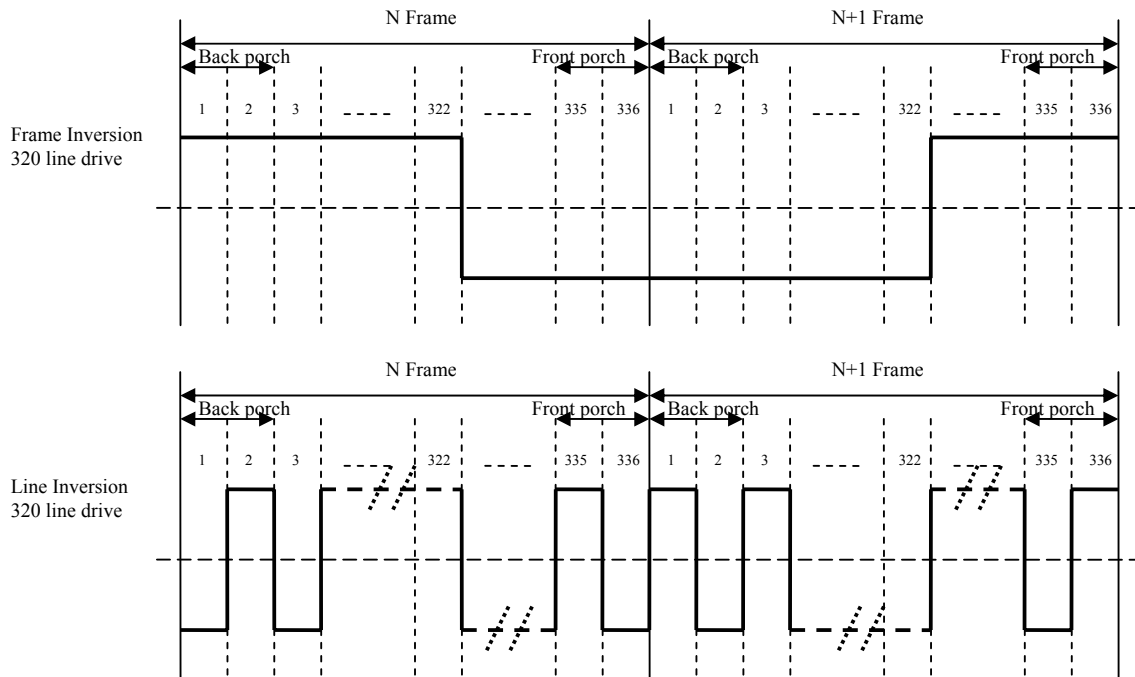 N Frame N+1 Frame
Back porch Front porch Back porch Front porch
1 2 3 ----- 322 ----- 335 336 1 2 3 ----- 322 ----- 335 336
Frame Inversion
320 line drive
N Frame N+1 Frame
Back porch Front porch Back porch Front porch
1 2 3 ----- 322 ----- 335 336 1 2 3 ----- 322 ----- 335 336
Line Inversion
320 line drive